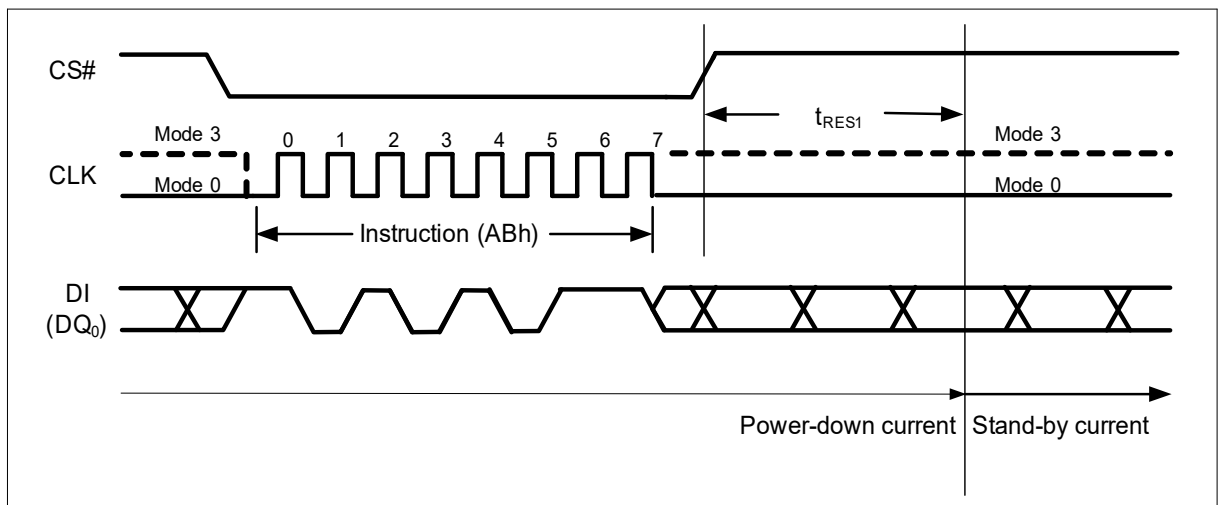 CS#
tRES1
Mode 3
0 1 2 3 4 5 6 7
Mode 3
CLK
Mode 0
Mode 0
Instruction (ABh)
DI
(DQ0)
Power-down current
Stand-by current